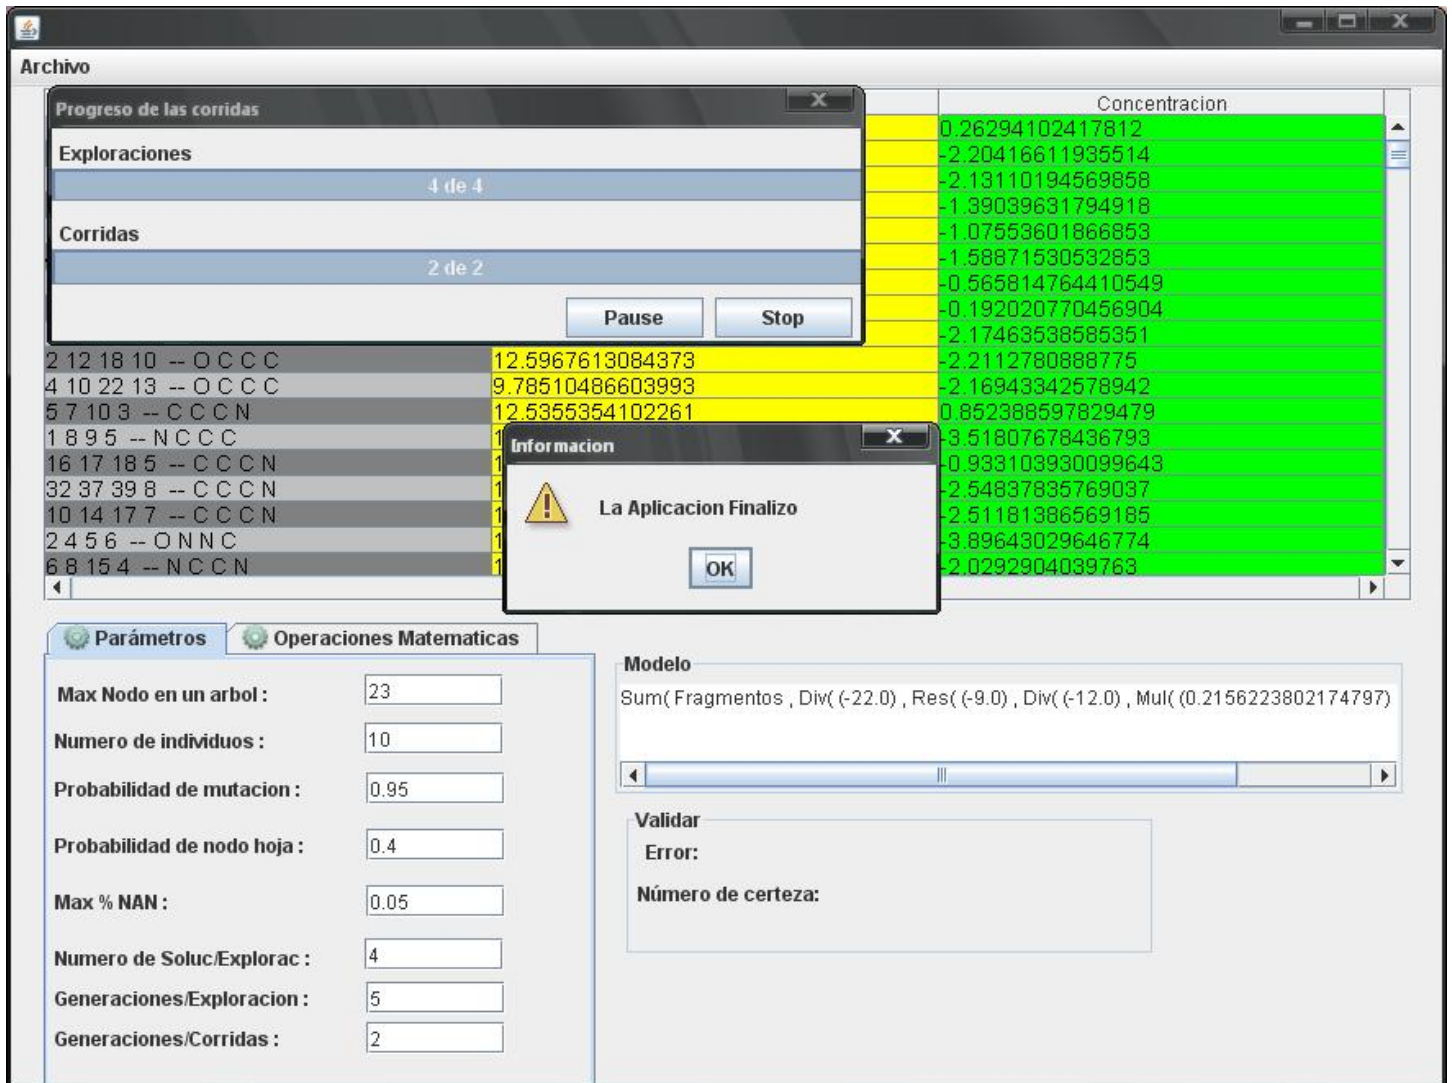 Archivo
Progreso de las corridas
Exploraciones
4 de 4
Corridas
2 de 2
Pause Stop
Concentracion
0.26294102417812
-2.20416611935514
-2.13110194569858
-1.39039631794918
-1.07553601866853
-1.58871530532853
-0.565814764410549
-0.192020770456904
-2.17463538585351
2 12 18 10 -- O C C C 12.5967613084373 -2.2112780888775
4 10 22 13 -- O C C C 9.78510486603993 -2.16943342578942
5 7 10 3 -- C C C N 12.5355354102261 0.852388597829479
1 8 9 5 -- N C C C 1 -3.51807678436793
16 17 18 5 -- C C C N 1 -0.933103930099643
32 37 39 8 -- C C C N 1 -2.54837835769037
10 14 17 7 -- C C C N 1 -2.51181386569185
2 4 5 6 -- O N N C 1 -3.89643029646774
6 8 15 4 -- N C C N 1 -2.0292904039763
Informacion
La Aplicacion Finalizo
OK
Parámetros Operaciones Matematicas
Max Nodo en un arbol : 23
Numero de individuos : 10
Probabilidad de mutacion : 0.95
Probabilidad de nodo hoja : 0.4
Max % NAN : 0.05
Numero de Soluc/Explorac : 4
Generaciones/Exploracion : 5
Generaciones/Corridas : 2
Modelo
Sum( Fragmentos , Div( (-22.0) , Res( (-9.0) , Div( (-12.0) , Mul( (0.2156223802174797)
Validar
Error:
Número de certeza: